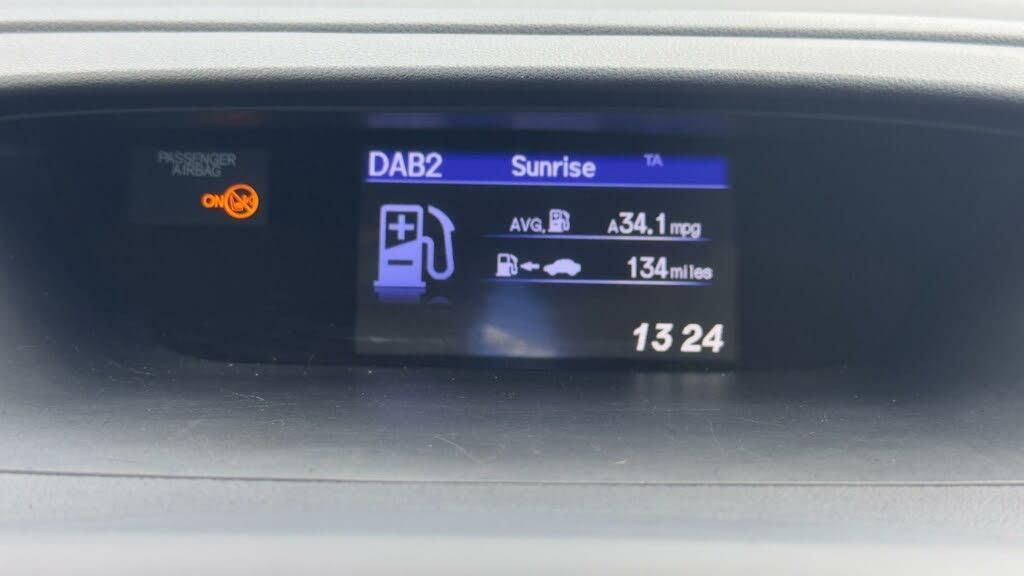 PASSENGER
AIRBAG
ON
DAB2 Sunrise TA
AVG. A34.1 mpg
134 miles
13 24